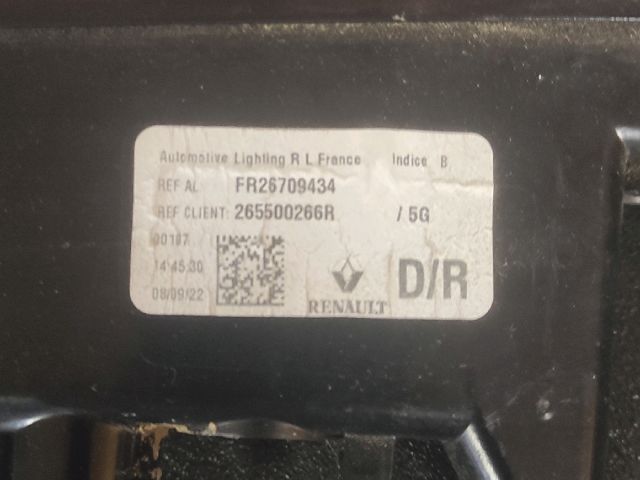 Automotive Lighting R L France Indice B
REF AL FR26709434
REF CLIENT: 265500266R / 5G
00187
14:45:30
08/09/22
RENAULT
D/R